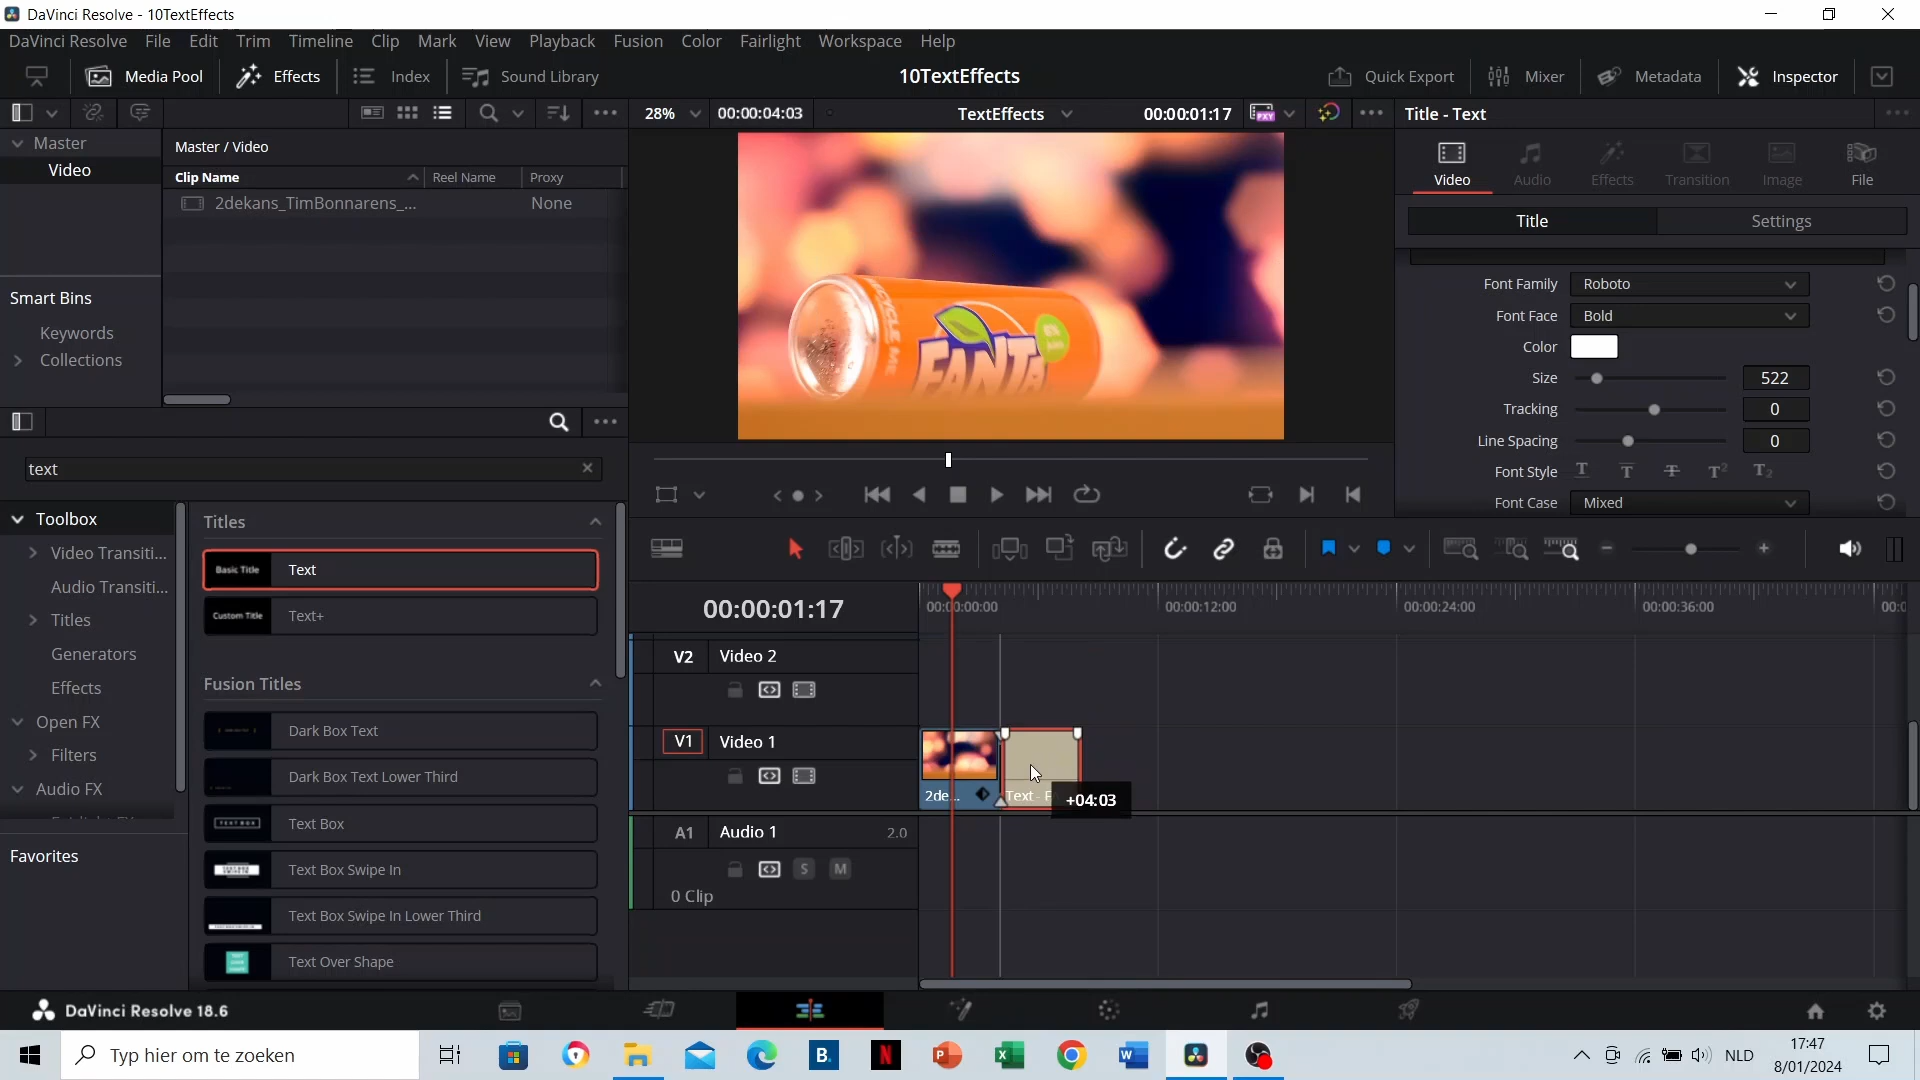 DaVinci Resolve - 10TextEffects
DaVinci Resolve File Edit Trim Timeline Clip Mark View Playback Fusion Color Fairlight Workspace Help
Media Pool Effects Index Sound Library 10TextEffects Quick Export Mixer Metadata Inspector
28% 00:00:04:03 TextEffects 00:00:01:17 PXY Title - Text
Master
Video
Master / Video
Clip Name Reel Name Proxy
2dekans_TimBonnarens_... None
Smart Bins
Keywords
Collections
RECYCLE ME
FANTA
Video Audio Effects Transition Image File
Title Settings
Font Family Roboto
Font Face Bold
Color
Size 522
Tracking 0
Line Spacing 0
Font Style
Font Case Mixed
text
Toolbox
Video Transiti...
Audio Transiti...
Titles
Generators
Effects
Open FX
Filters
Audio FX
Favorites
Titles
Basic Title Text
Custom Title Text+
Fusion Titles
Dark Box Text
Dark Box Text Lower Third
TEXT BOX Text Box
Text Box Swipe In
Text Box Swipe In Lower Third
Text Over Shape
00:00:01:17
00:00:00:00 00:00:12:00 00:00:24:00 00:00:36:00 00:0
V2 Video 2
V1 Video 1
2de... Text - F
+04:03
A1 Audio 1 2.0
S M
0 Clip
DaVinci Resolve 18.6
Typ hier om te zoeken
B.
N
NLD
17:47
8/01/2024